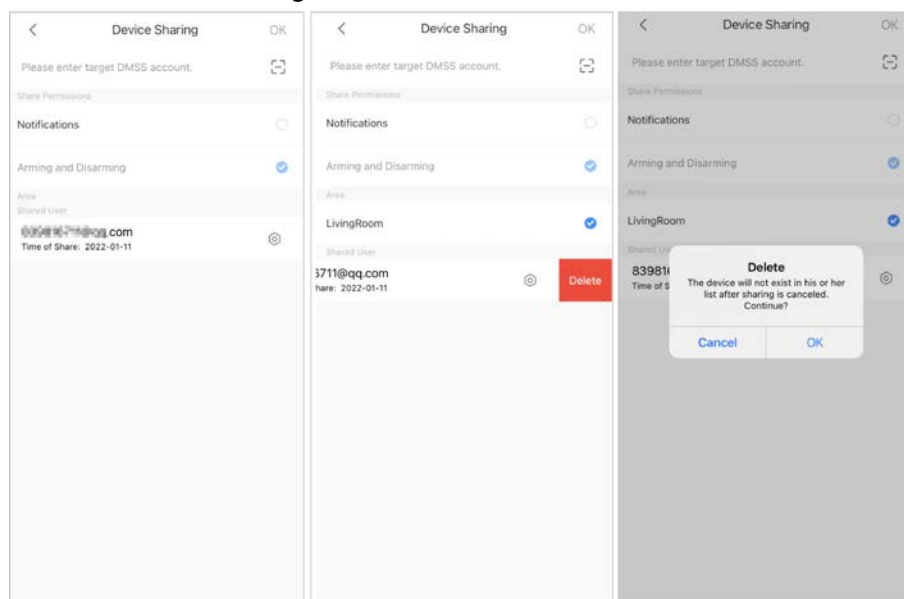 g
Device Sharing
OK
Please enter target DMSS account.
Share Permissions
Notifications
Arming and Disarming
Area
Shared User
.com
Time of Share: 2022-01-11
Device Sharing
OK
Please enter target DMSS account.
Share Permissions
Notifications
Arming and Disarming
Area
LivingRoom
Shared User
5711@qq.com
hare: 2022-01-11
Delete
Device Sharing
OK
Please enter target DMSS account.
Share Permissions
Notifications
Arming and Disarming
Area
LivingRoom
Shared Us
83981
Time of S
Delete
The device will not exist in his or her
list after sharing is canceled.
Continue?
Cancel
OK